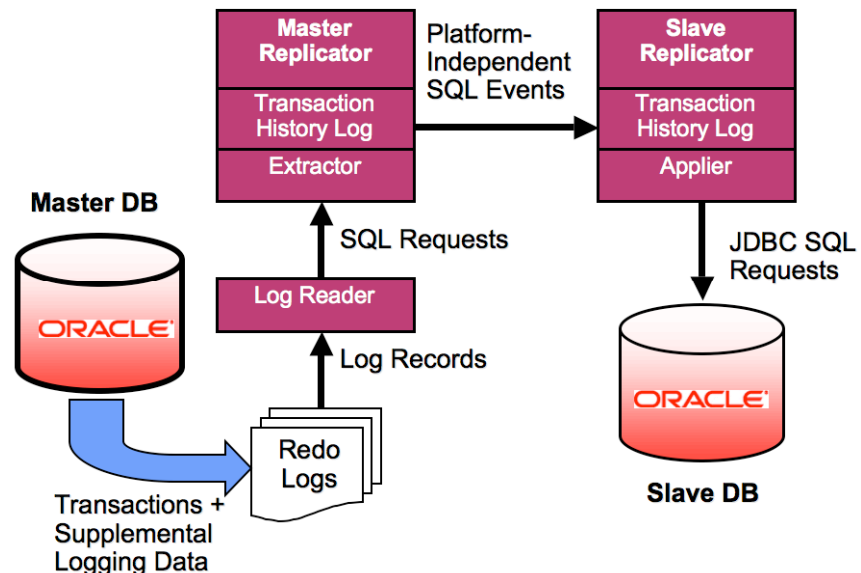 Master
Replicator
Transaction
History Log
Extractor
Platform-
Independent
SQL Events
Slave
Replicator
Transaction
History Log
Applier
Master DB
ORACLE
SQL Requests
Log Reader
Log Records
Redo
Logs
Transactions +
Supplemental
Logging Data
JDBC SQL
Requests
ORACLE
Slave DB